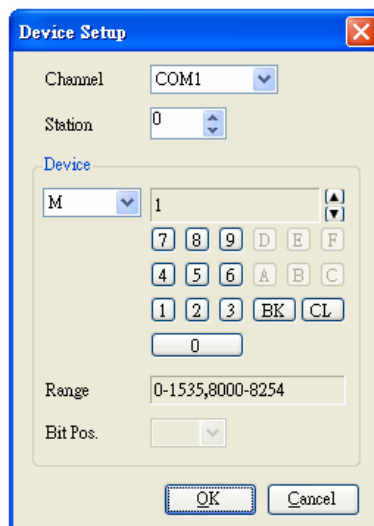 Device Setup
Channel COM1
Station 0
Device
M 1
7 8 9 D E F
4 5 6 A B C
1 2 3 BK CL
0
Range 0-1535,8000-8254
Bit Pos.
OK Cancel